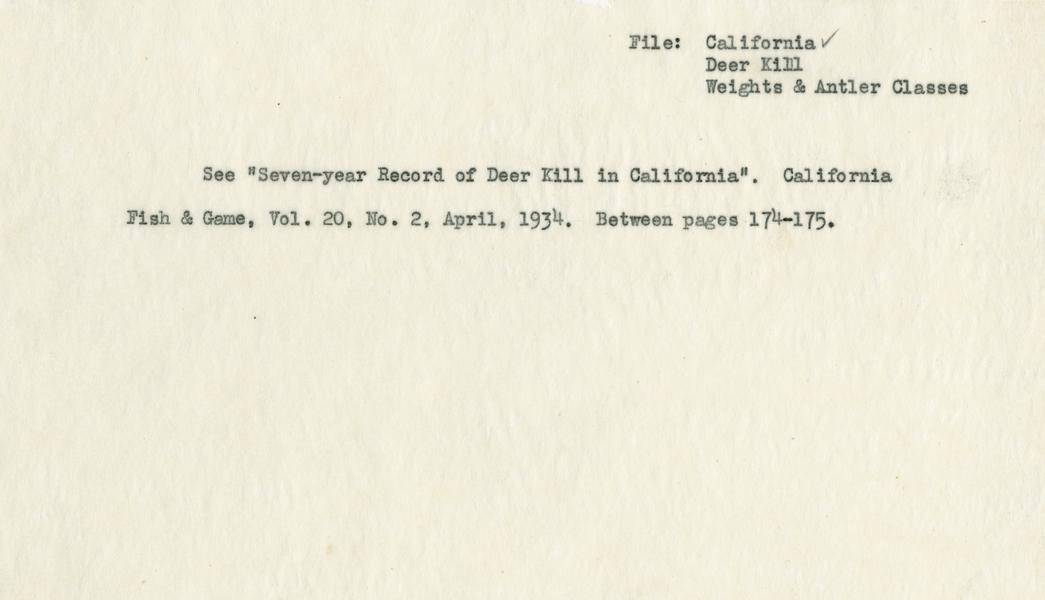 File: California✓
Deer Kill
Weights & Antler Classes
See "Seven-year Record of Deer Kill in California". California
Fish & Game, Vol. 20, No. 2, April, 1934. Between pages 174-175.